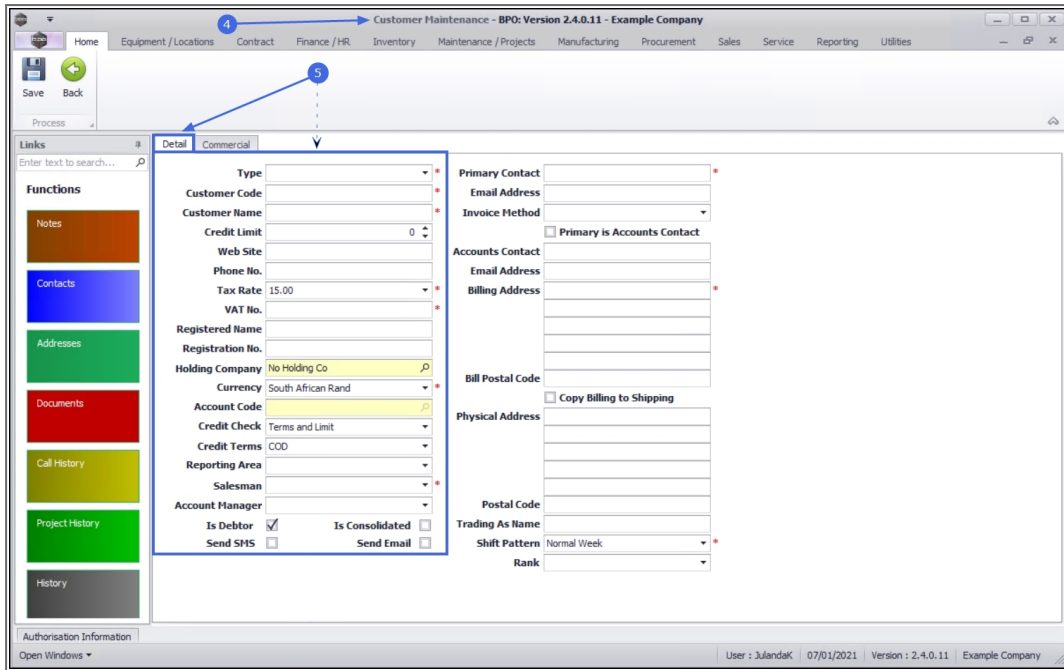 4
Customer Maintenance - BPO: Version 2.4.0.11 - Example Company
Home Equipment / Locations Contract Finance / HR Inventory Maintenance / Projects Manufacturing Procurement Sales Service Reporting Utilities
5
Save Back
Process
Links
Enter text to search...
Functions
Notes
Contacts
Addresses
Documents
Call History
Project History
History
Detail Commercial
Type *
Customer Code *
Customer Name *
Credit Limit 0
Web Site
Phone No.
Tax Rate 15.00 *
VAT No. *
Registered Name
Registration No.
Holding Company No Holding Co
Currency South African Rand *
Account Code
Credit Check Terms and Limit
Credit Terms COD
Reporting Area
Salesman *
Account Manager
Is Debtor Is Consolidated
Send SMS Send Email
Primary Contact *
Email Address
Invoice Method
Primary is Accounts Contact
Accounts Contact
Email Address
Billing Address *
Bill Postal Code
Copy Billing to Shipping
Physical Address
Postal Code
Trading As Name
Shift Pattern Normal Week *
Rank
Authorisation Information
Open Windows User : JulandaK 07/01/2021 Version : 2.4.0.11 Example Company